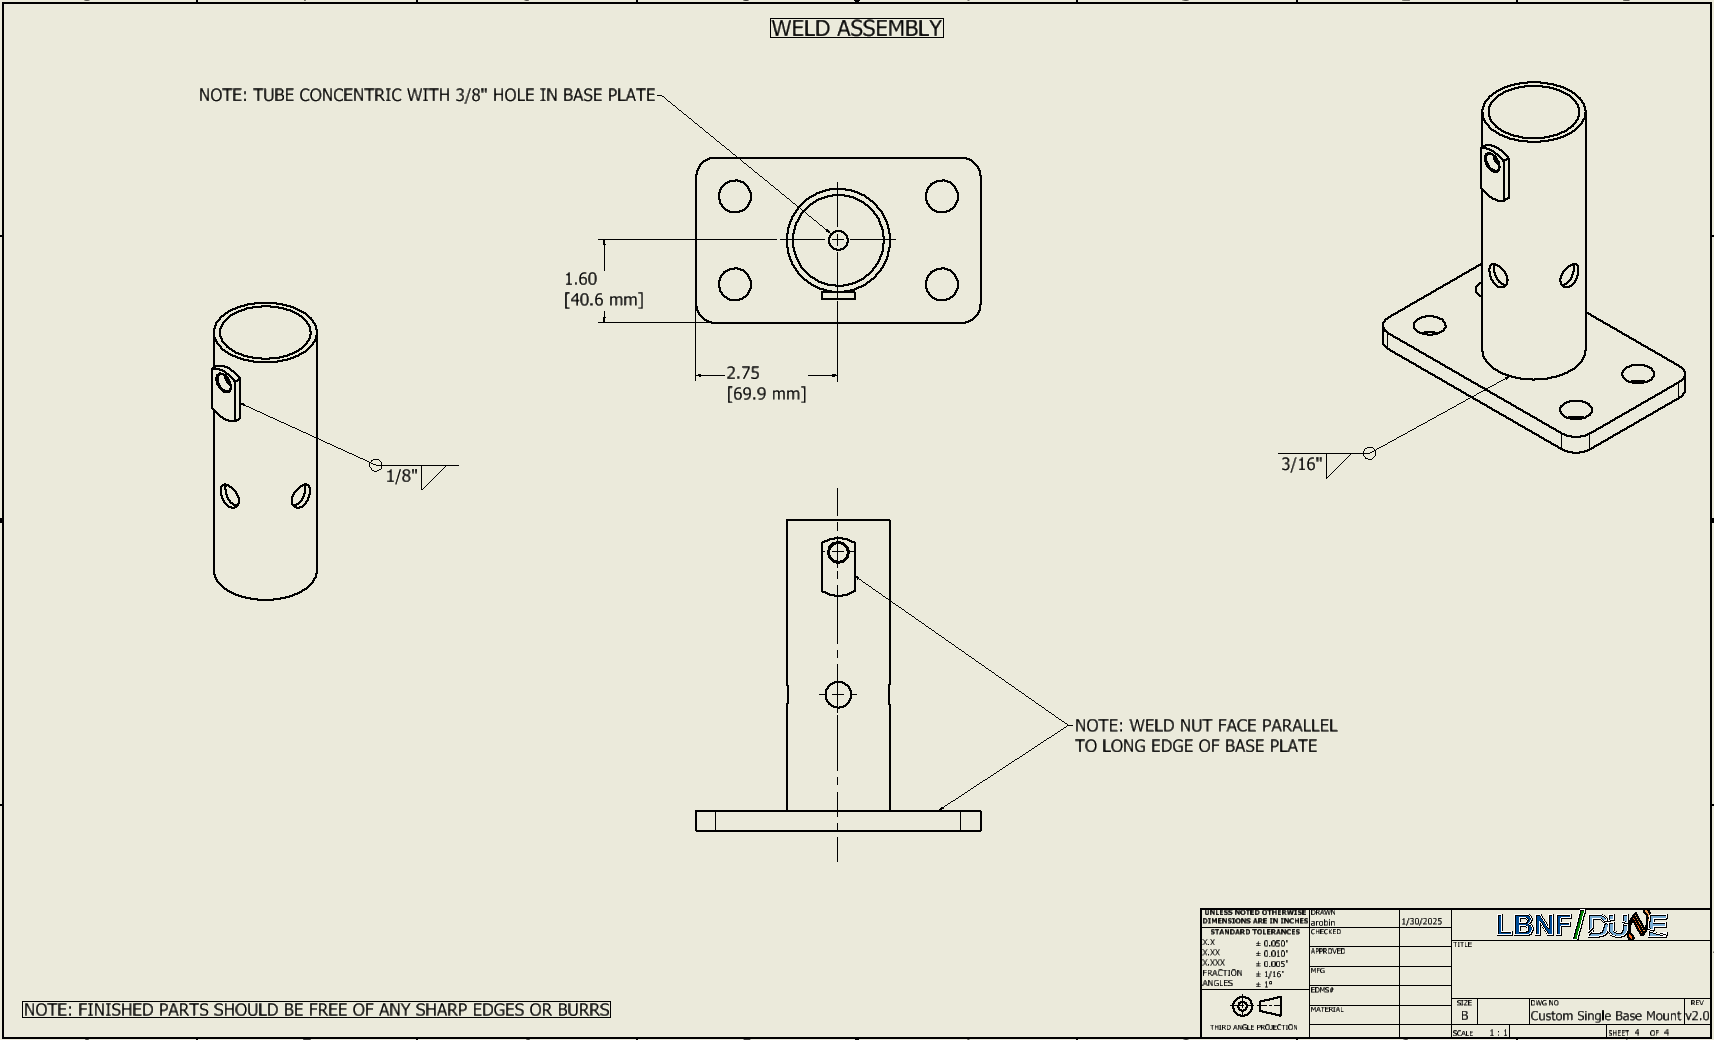 WELD ASSEMBLY
NOTE: TUBE CONCENTRIC WITH 3/8" HOLE IN BASE PLATE
1.60
[40.6 mm]
2.75
[69.9 mm]
1/8"
3/16"
NOTE: WELD NUT FACE PARALLEL
TO LONG EDGE OF BASE PLATE
NOTE: FINISHED PARTS SHOULD BE FREE OF ANY SHARP EDGES OR BURRS
UNLESS NOTED OTHERWISE
DIMENSIONS ARE IN INCHES
STANDARD TOLERANCES
X.X ± 0.050"
X.XX ± 0.010"
X.XXX ± 0.005"
FRACTION ± 1/16"
ANGLES ± 1°
THIRD ANGLE PROJECTION
DRAWN
arobin 1/30/2025
CHECKED
APPROVED
MFG
EDMS#
MATERIAL
LBNF/DUNE
TITLE
SIZE
B
DWG NO
Custom Single Base Mount
REV
v2.0
SCALE 1 : 1
SHEET 4 OF 4